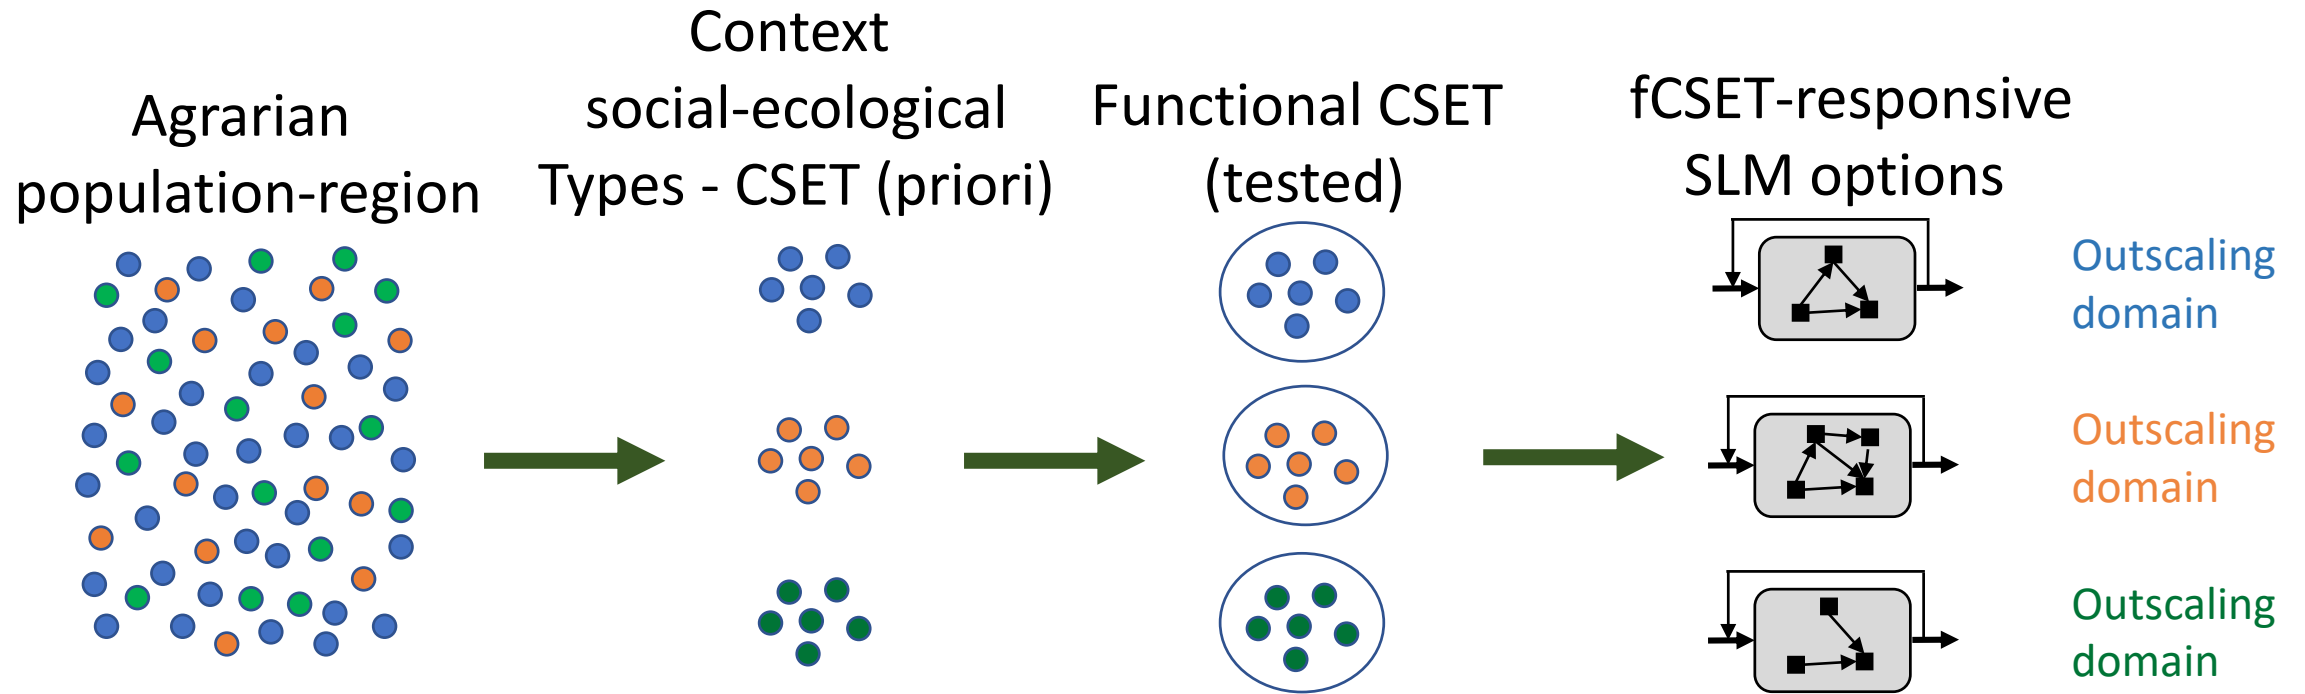 Agrarian
population-region
Context
social-ecological
Types - CSET (priori)
Functional CSET
(tested)
fCSET-responsive
SLM options
Outscaling
domain
Outscaling
domain
Outscaling
domain